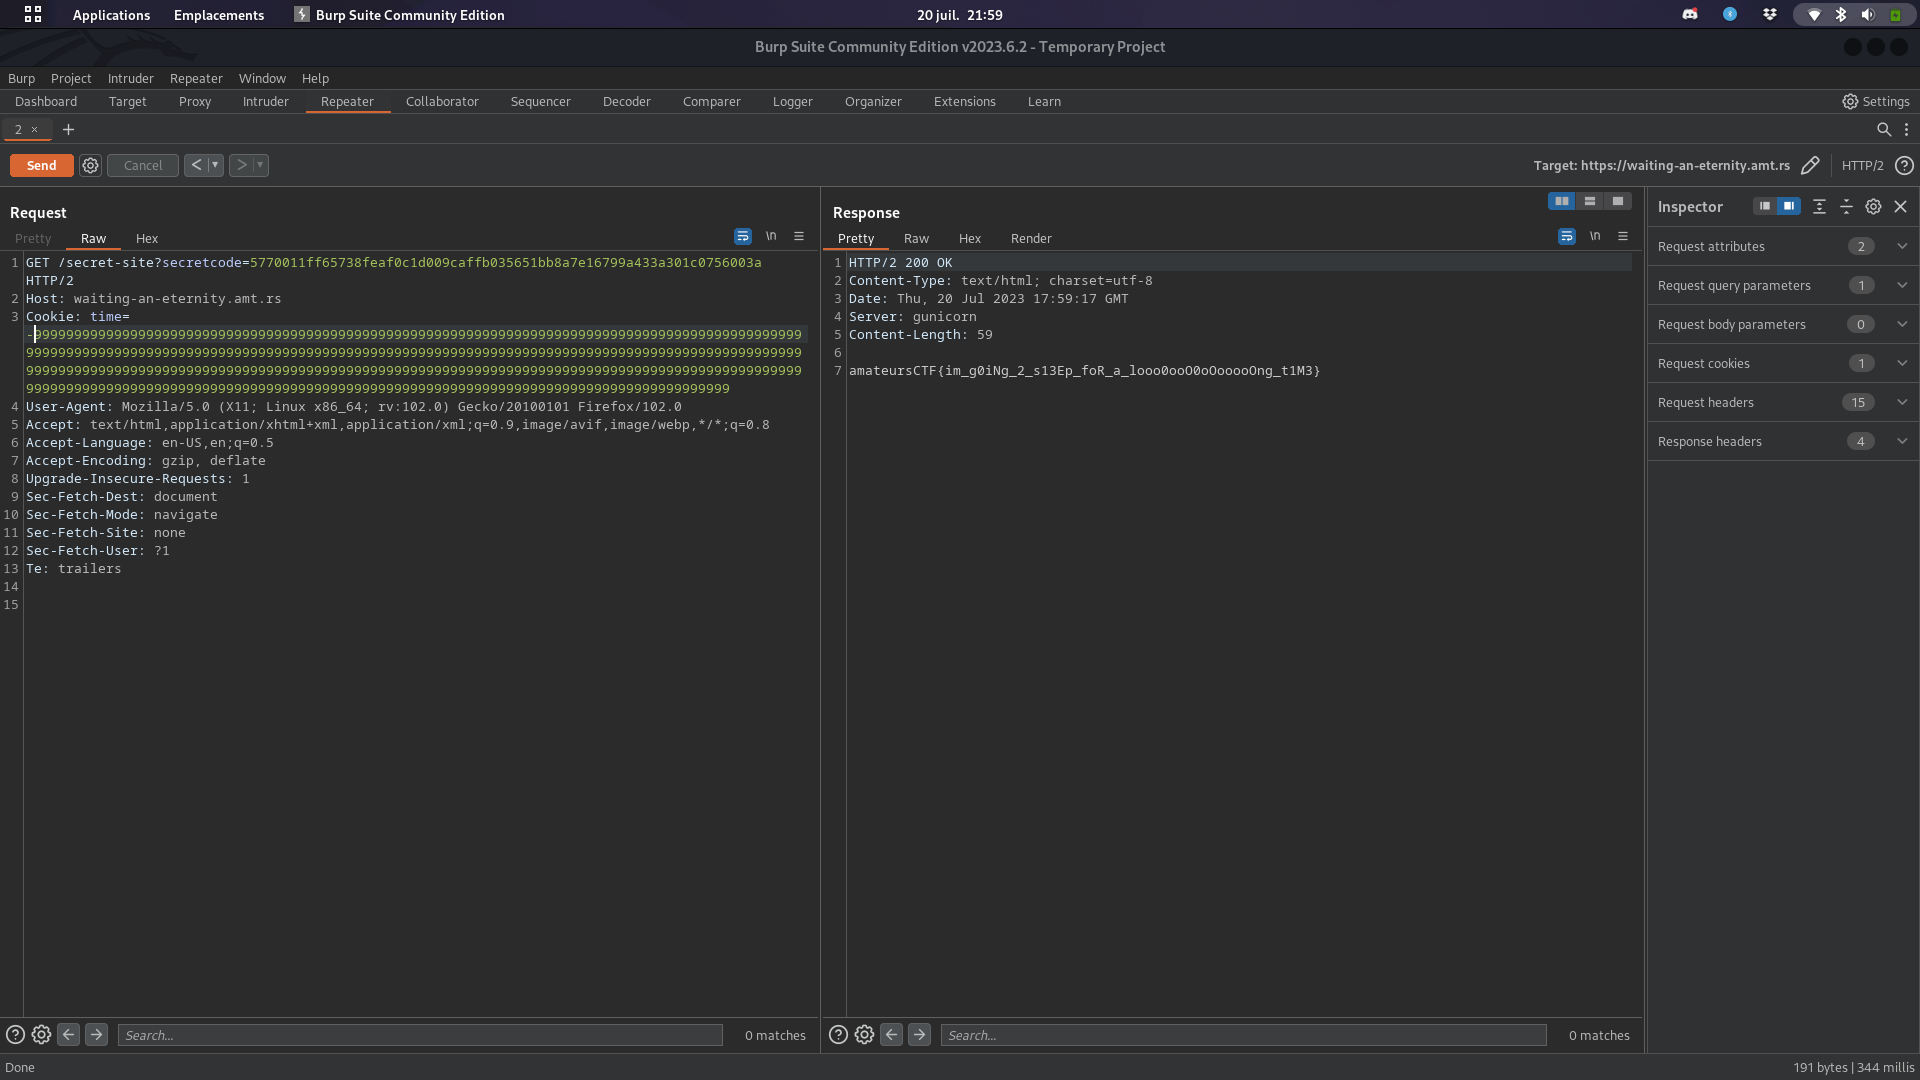 Applications Emplacements Burp Suite Community Edition 20 juil. 21:59
Burp Suite Community Edition v2023.6.2 - Temporary Project
Burp Project Intruder Repeater Window Help
Dashboard Target Proxy Intruder Repeater Collaborator Sequencer Decoder Comparer Logger Organizer Extensions Learn Settings
2 × +
Send Cancel < > Target: https://waiting-an-eternity.amt.rs HTTP/2
Request
Pretty Raw Hex \n
1 GET /secret-site?secretcode=5770011ff65738feaf0c1d009caffb035651bb8a7e16799a433a301c0756003a
HTTP/2
2 Host: waiting-an-eternity.amt.rs
3 Cookie: time=
4 User-Agent: Mozilla/5.0 (X11; Linux x86_64; rv:102.0) Gecko/20100101 Firefox/102.0
5 Accept: text/html,application/xhtml+xml,application/xml;q=0.9,image/avif,image/webp,*/*;q=0.8
6 Accept-Language: en-US,en;q=0.5
7 Accept-Encoding: gzip, deflate
8 Upgrade-Insecure-Requests: 1
9 Sec-Fetch-Dest: document
10 Sec-Fetch-Mode: navigate
11 Sec-Fetch-Site: none
12 Sec-Fetch-User: ?1
13 Te: trailers
14
15
Search... 0 matches
Response
Pretty Raw Hex Render \n
1 HTTP/2 200 OK
2 Content-Type: text/html; charset=utf-8
3 Date: Thu, 20 Jul 2023 17:59:17 GMT
4 Server: gunicorn
5 Content-Length: 59
6
7 amateursCTF{im_g0iNg_2_s13Ep_foR_a_looo0ooO0oOooooOng_t1M3}
Search... 0 matches
Inspector
Request attributes 2
Request query parameters 1
Request body parameters 0
Request cookies 1
Request headers 15
Response headers 4
Done 191 bytes | 344 millis